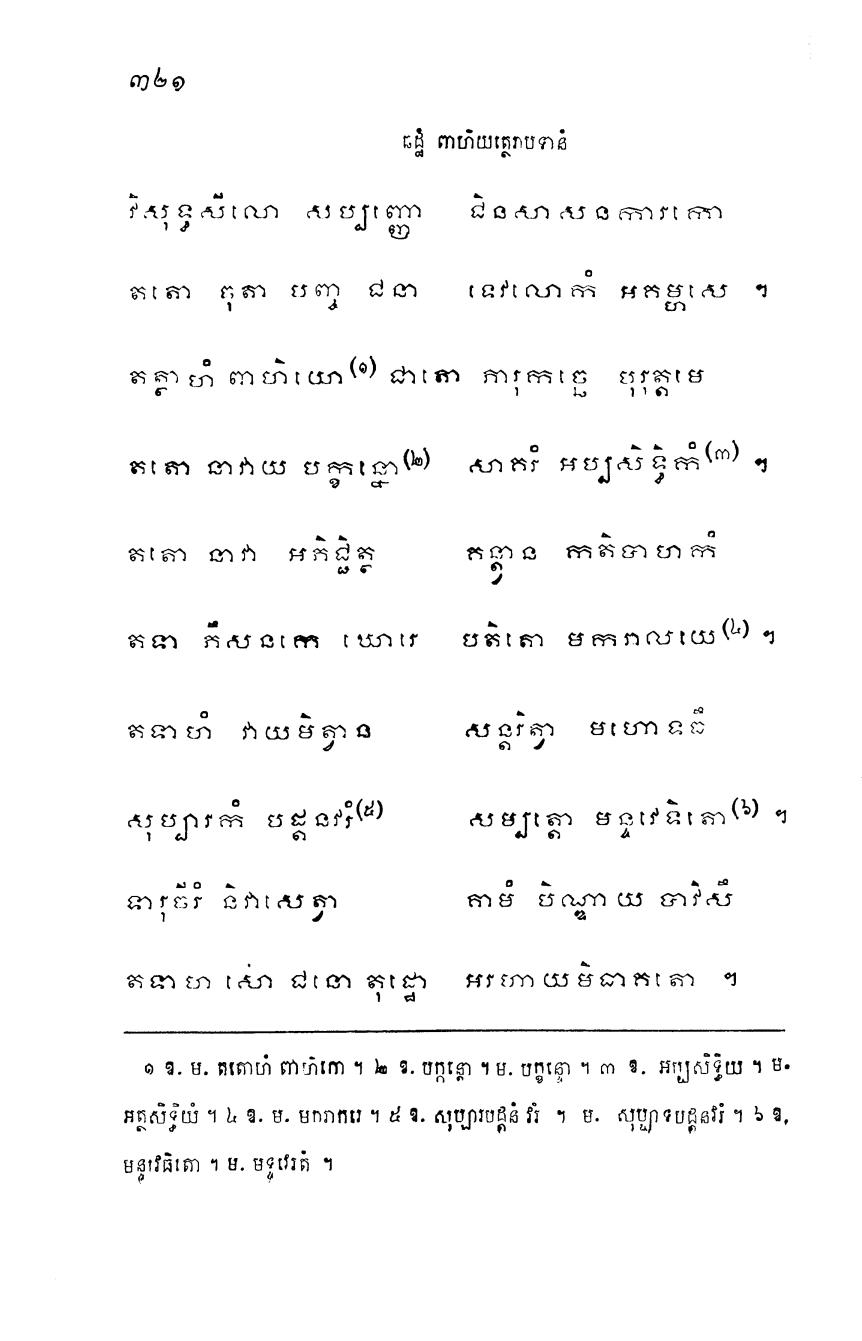 ៣២១
ឆដ្ឋំ ពាហិយត្ថេរាបទានំ
វិសុទ្ធសីលោ សប្បញ្ញោ ជិនសាសនការកោ
តតោ ចុតា បញ្ច ជនា ទេវលោកំ អគម្ហសេ ។
តត្ថាហំ ពាហិយោ(១) ជាតោ ភារុកច្ឆេ បុរុត្តមេ
តតោ នាវាយ បក្ខន្នោ(២) សាគរំ អប្បសិទ្ធិកំ(៣) ។
តតោ នាវា អភិជ្ជិត្ថ គន្ត្វាន កតិបាហកំ
តទា ភីសនកេ ឃោរេ បតិតោ មករាលយេ(៤) ។
តទាហំ វាយមិត្វាន សន្តរិត្វា មហោទធឹ
សុប្បារកំ បដ្តនវរំ(៥) សម្បត្តោ មន្ទវេទិតោ(៦) ។
ទារុចីរំ និវាសេត្វា គាមំ បិណ្ឌាយ បាវិសឹ
តទាហ សោ ជនោ តុដ្ឋោ អរហាយមិធាគតោ ។
១ ឱ. ម. តតោហំ ពាហិកោ ។ ២ ឱ. បក្កន្តោ ។ ម. បក្ខន្ទោ ។ ៣ ឱ. អប្បសិទ្ធិយ ។ ម.
អត្ថសិទ្ធិយំ ។ ៤ ឱ. ម. មករាករេ ។ ៥ ឱ. សុប្បារបដ្តនំ វរំ ។ ម. សុប្បាទបដ្តនវរំ ។ ៦ ឱ.
មន្ទវេធិតោ ។ ម. មទ្ទវេរតំ ។